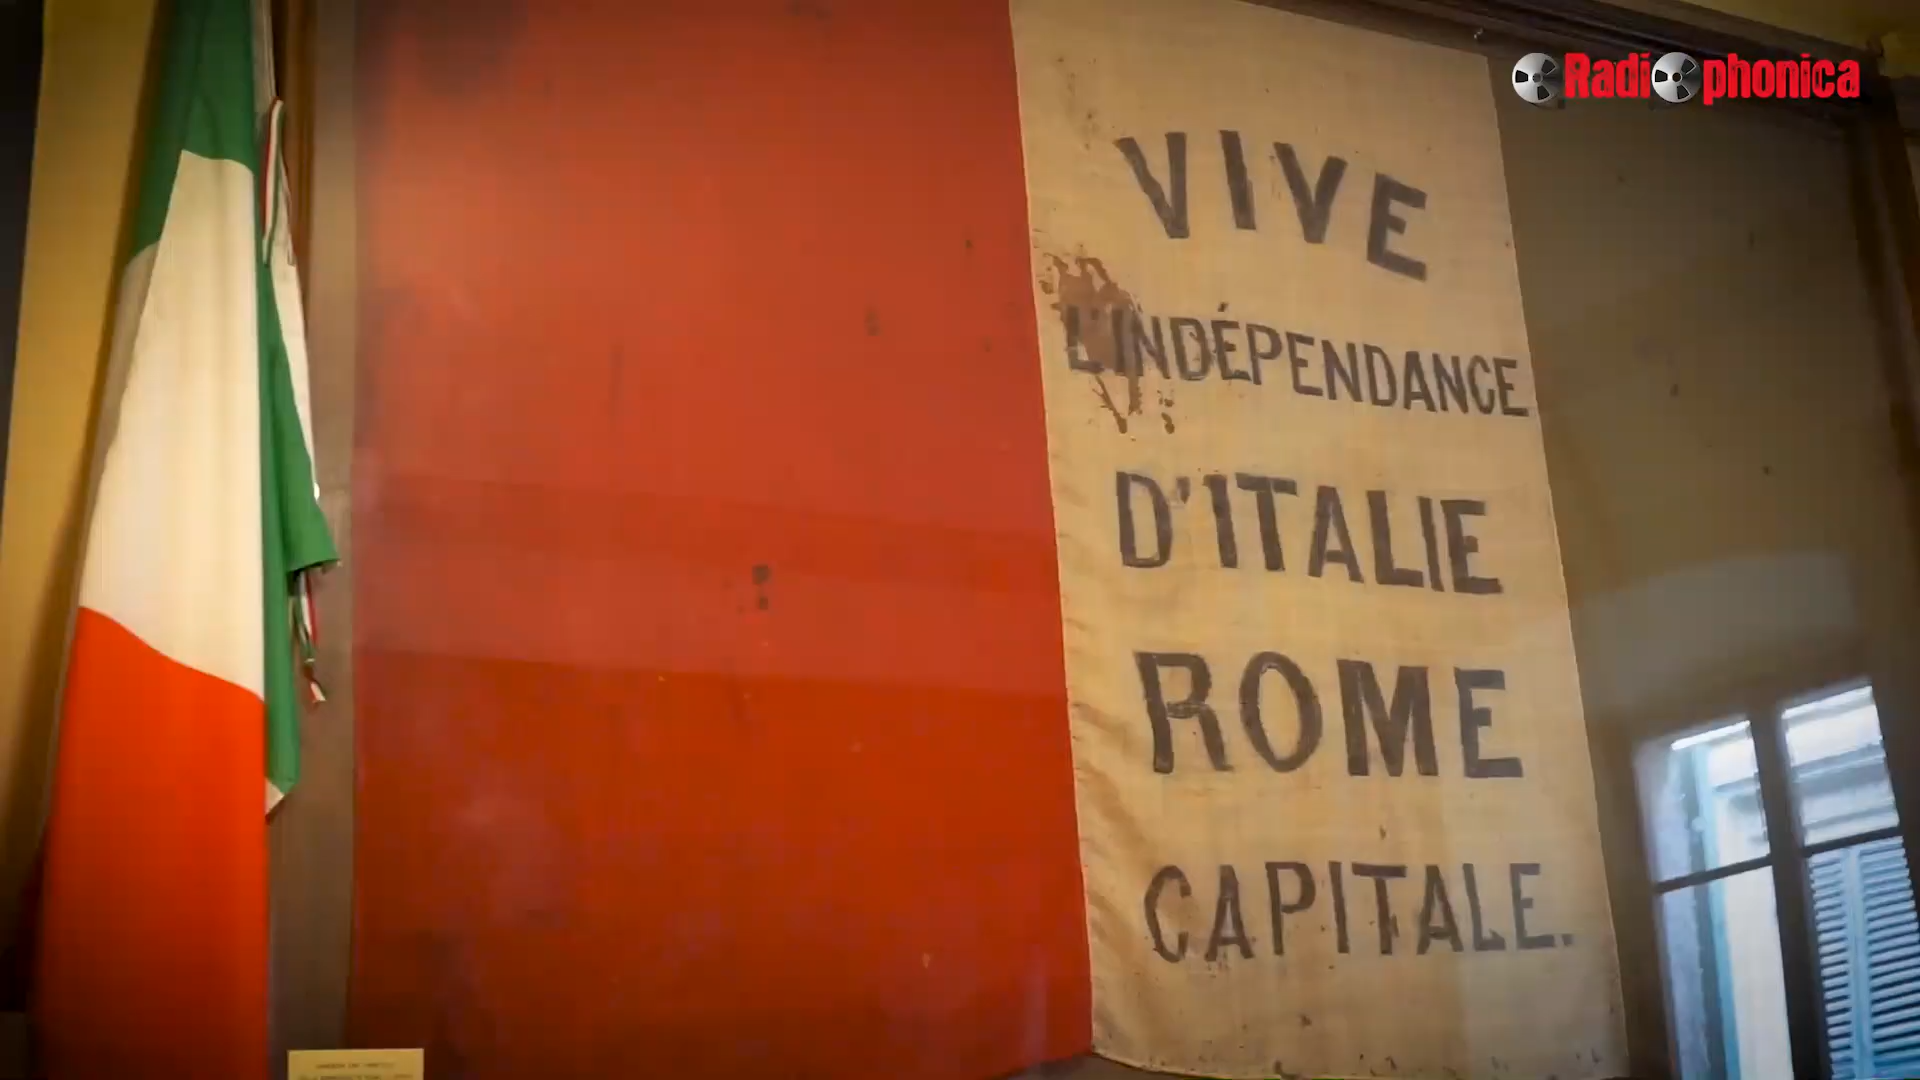 Radiophonica
VIVE
L'INDÉPENDANCE
D'ITALIE
ROME
CAPITALE.